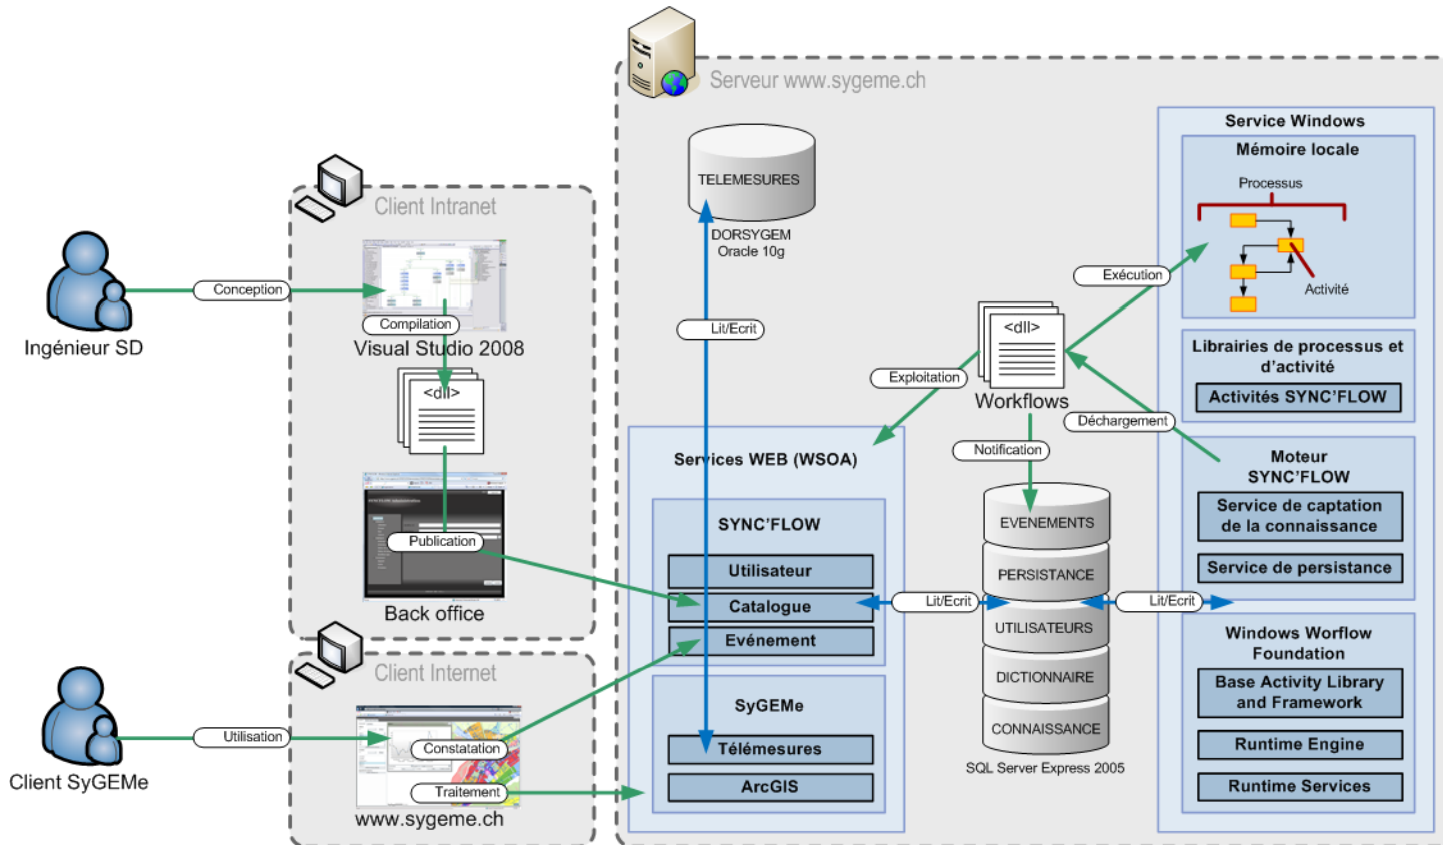 Serveur www.sygeme.ch
Service Windows
Mémoire locale
Processus
Activité
Exécution
TELEMESURES
DORSYGEM
Oracle 10g
Client Intranet
Conception
Ingénieur SD
Compilation
Visual Studio 2008
<dll>
Publication
Back office
Lit/Ecrit
<dll>
Workflows
Exploitation
Déchargement
Notification
Librairies de processus et
d'activité
Activités SYNC'FLOW
Moteur
SYNC'FLOW
Service de captation
de la connaissance
Service de persistance
Services WEB (WSOA)
SYNC'FLOW
Utilisateur
Catalogue
Evénement
Lit/Ecrit
Lit/Ecrit
EVENEMENTS
PERSISTANCE
UTILISATEURS
DICTIONNAIRE
CONNAISSANCE
SQL Server Express 2005
Windows Worflow
Foundation
Base Activity Library
and Framework
Runtime Engine
Runtime Services
Client Internet
Utilisation
Client SyGEMe
Constatation
Traitement
www.sygeme.ch
SyGEMe
Télémesures
ArcGIS